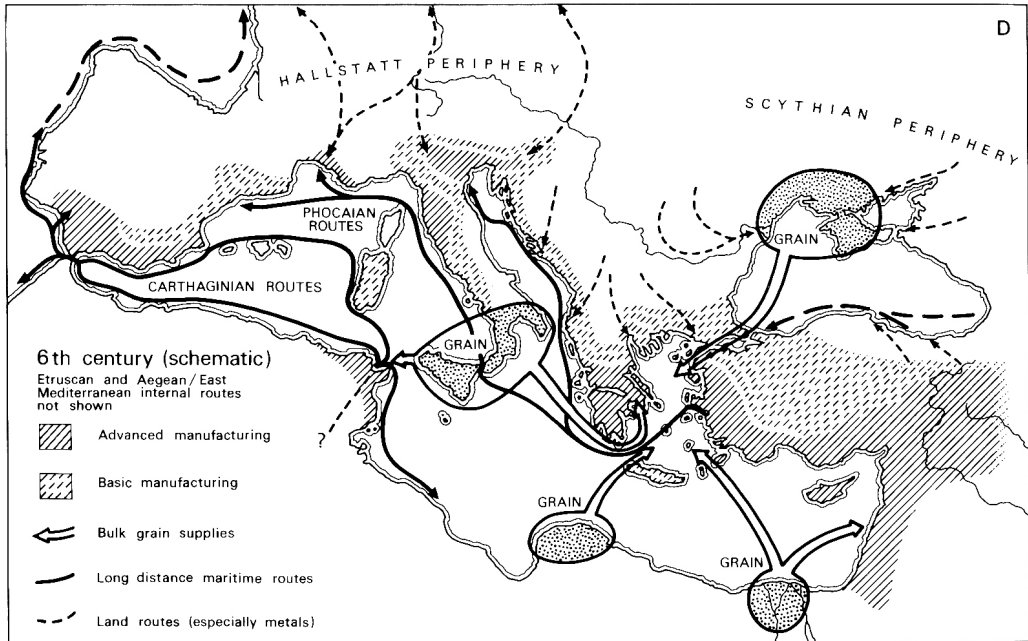 D
HALLSTATT PERIPHERY
SCYTHIAN PERIPHERY
PHOCAIAN
ROUTES
GRAIN
CARTHAGINIAN ROUTES
GRAIN
6th century (schematic)
Etruscan and Aegean/East
Mediterranean internal routes
not shown
Advanced manufacturing
?
Basic manufacturing
GRAIN
Bulk grain supplies
GRAIN
Long distance maritime routes
Land routes (especially metals)